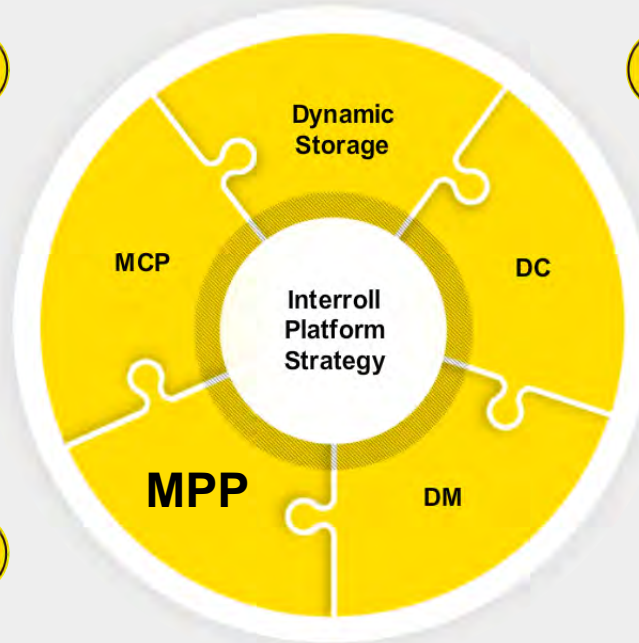 Dynamic
Storage
MCP
DC
Interroll
Platform
Strategy
MPP
DM